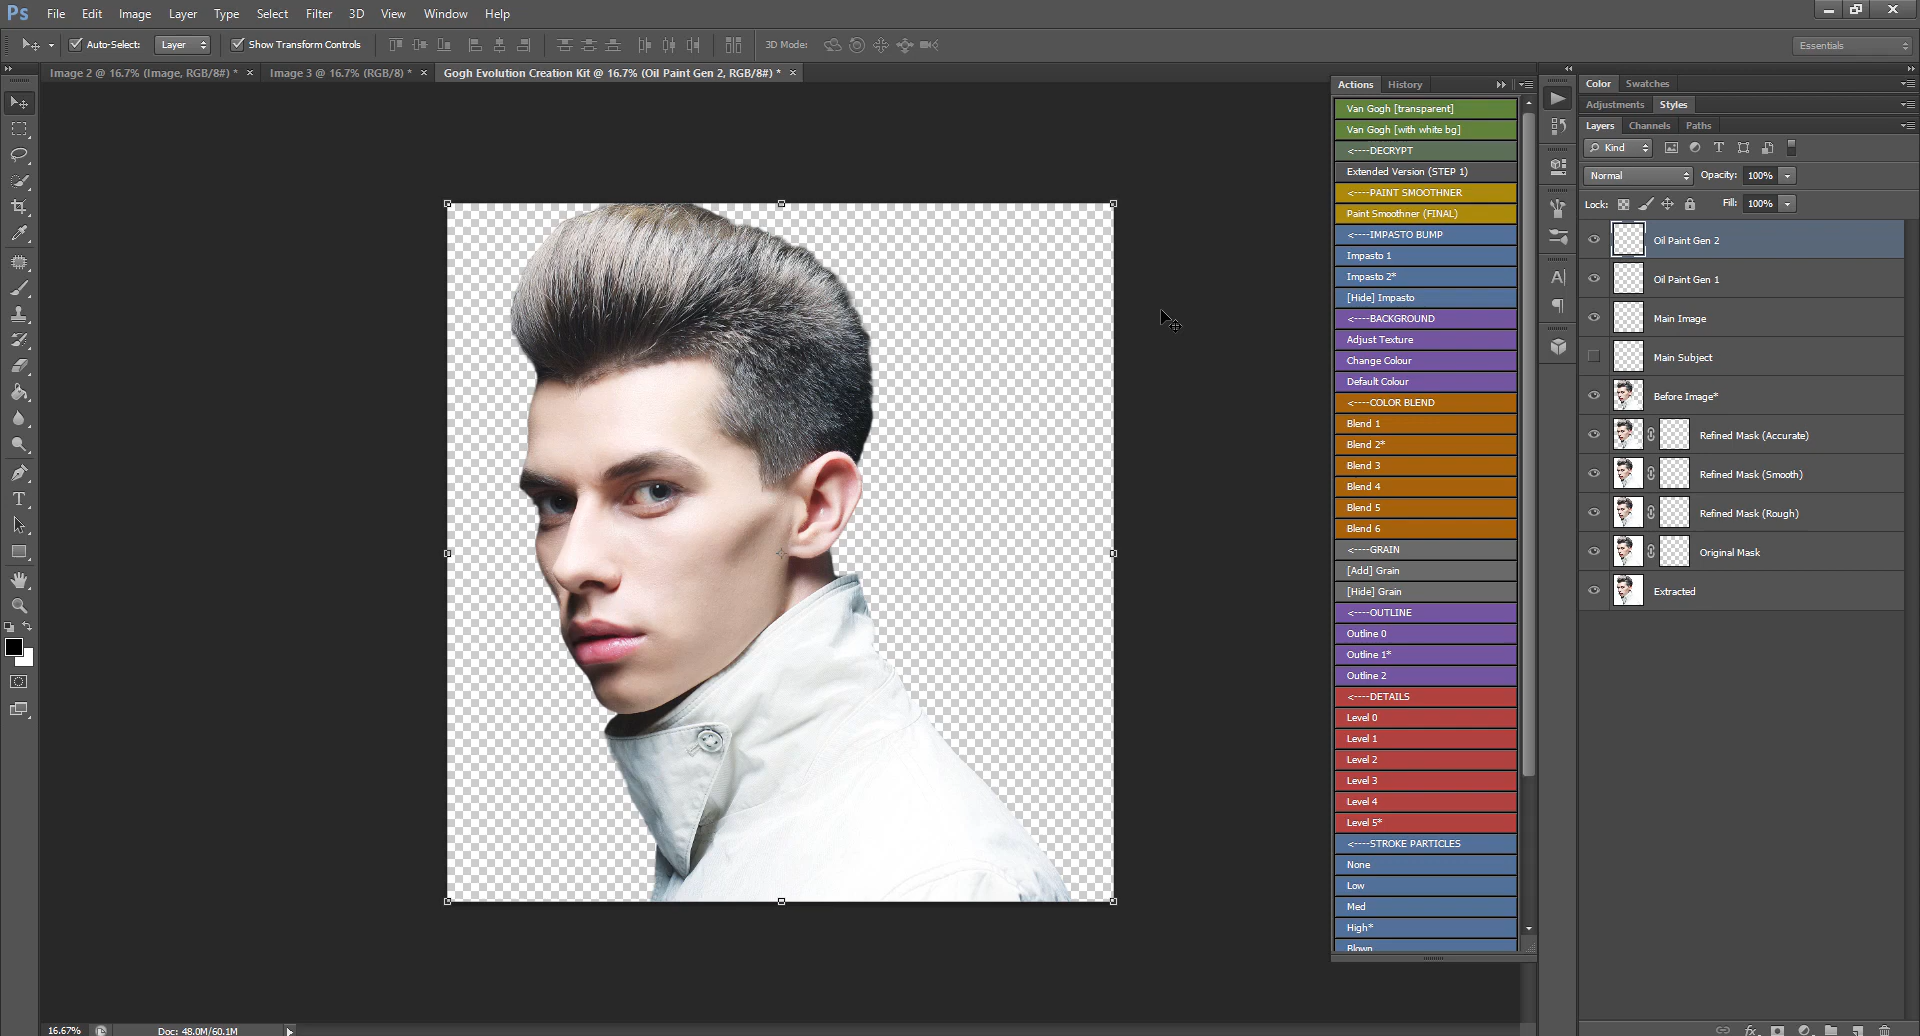 Ps File Edit Image Layer Type Select Filter 3D View Window Help
Auto-Select: Layer Show Transform Controls 3D Mode: Essentials
Image 2 @ 16.7% (Image, RGB/8#) * × Image 3 @ 16.7% (RGB/8) * × Gogh Evolution Creation Kit @ 16.7% (Oil Paint Gen 2, RGB/8#) * ×
Actions History
Van Gogh [transparent]
Van Gogh [with white bg]
<----DECRYPT
Extended Version (STEP 1)
<----PAINT SMOOTHNER
Paint Smoothner (FINAL)
<----IMPASTO BUMP
Impasto 1
Impasto 2*
[Hide] Impasto
<----BACKGROUND
Adjust Texture
Change Colour
Default Colour
<----COLOR BLEND
Blend 1
Blend 2*
Blend 3
Blend 4
Blend 5
Blend 6
<----GRAIN
[Add] Grain
[Hide] Grain
<----OUTLINE
Outline 0
Outline 1*
Outline 2
<----DETAILS
Level 0
Level 1
Level 2
Level 3
Level 4
Level 5*
<----STROKE PARTICLES
None
Low
Med
High*
Blown
Color Swatches
Adjustments Styles
Layers Channels Paths
Kind
Normal Opacity: 100%
Lock: Fill: 100%
Oil Paint Gen 2
Oil Paint Gen 1
Main Image
Main Subject
Before Image*
Refined Mask (Accurate)
Refined Mask (Smooth)
Refined Mask (Rough)
Original Mask
Extracted
16.67% Doc: 48.0M/60.1M